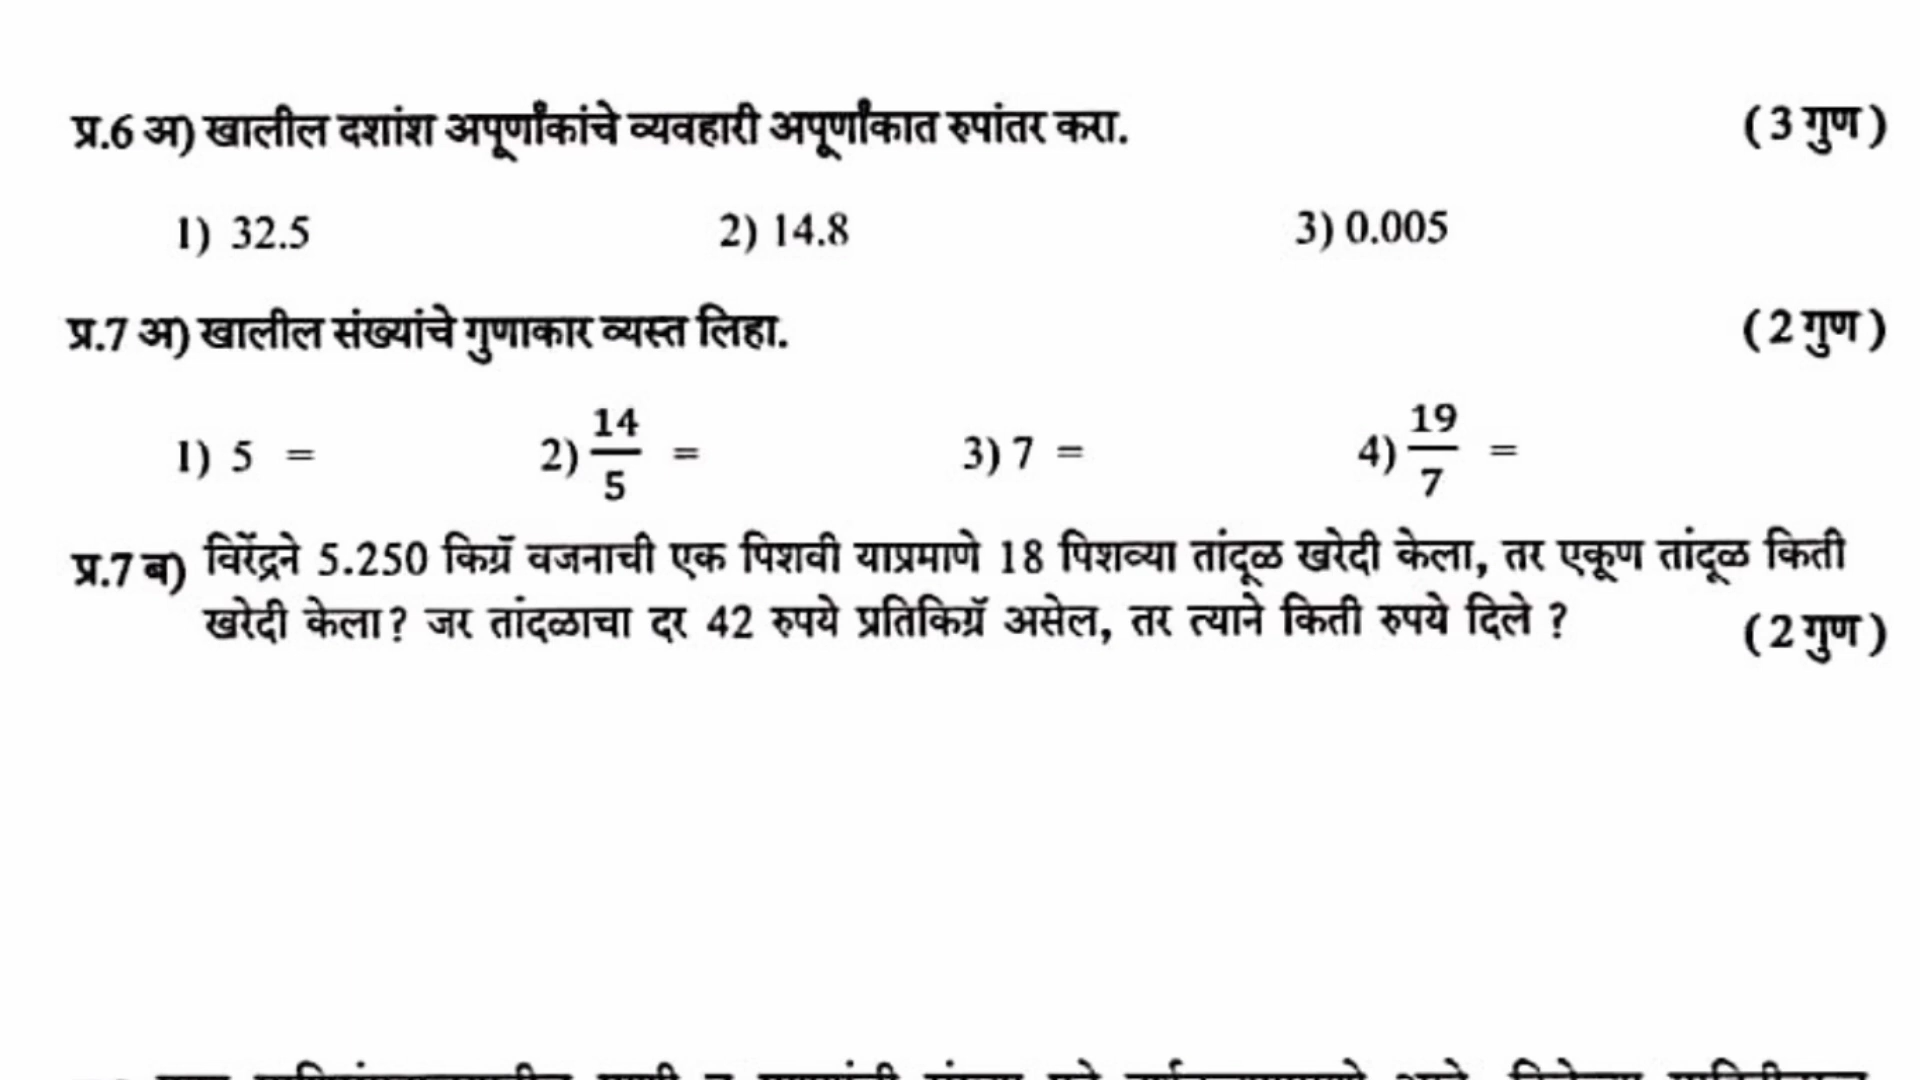 प्र.6 अ) खालील दशांश अपूर्णांकांचे व्यवहारी अपूर्णांकात रुपांतर करा. ( 3 गुण )
1) 32.5 2) 14.8 3) 0.005
प्र.7 अ) खालील संख्यांचे गुणाकार व्यस्त लिहा. ( 2 गुण )
1) 5 = 2) 14/5 = 3) 7 = 4) 19/7 =
प्र.7 ब) विरेंद्रने 5.250 किग्रॅ वजनाची एक पिशवी याप्रमाणे 18 पिशव्या तांदूळ खरेदी केला, तर एकूण तांदूळ किती
खरेदी केला? जर तांदळाचा दर 42 रुपये प्रतिकिग्रॅ असेल, तर त्याने किती रुपये दिले ? ( 2 गुण )